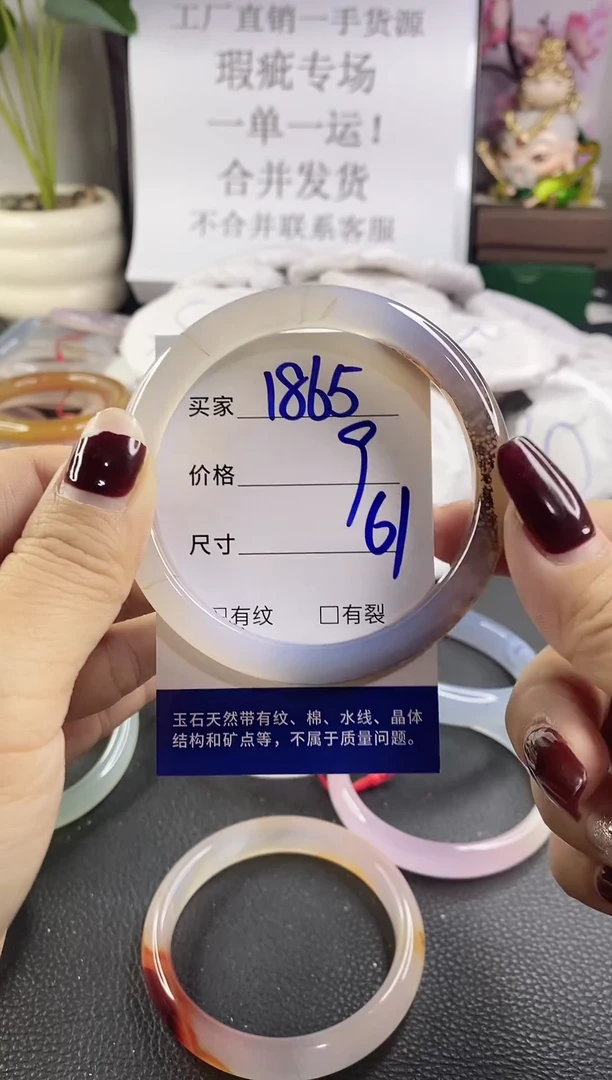 工厂直销一手货源
瑕疵专场
一单一运！
合并发货
不合并联系客服
买家 1865
价格 9
尺寸 61
□有纹 □有裂
玉石天然带有纹、棉、水线、晶体
结构和矿点等，不属于质量问题。